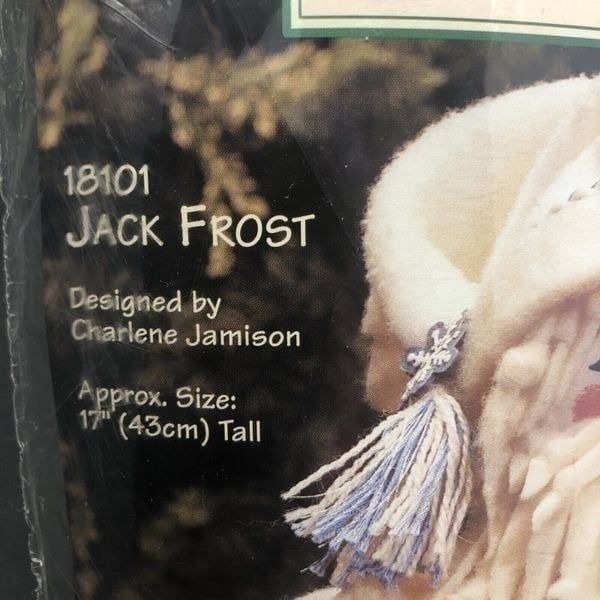 18101
JACK FROST
Designed by
Charlene Jamison
Approx. Size:
17" (43cm) Tall